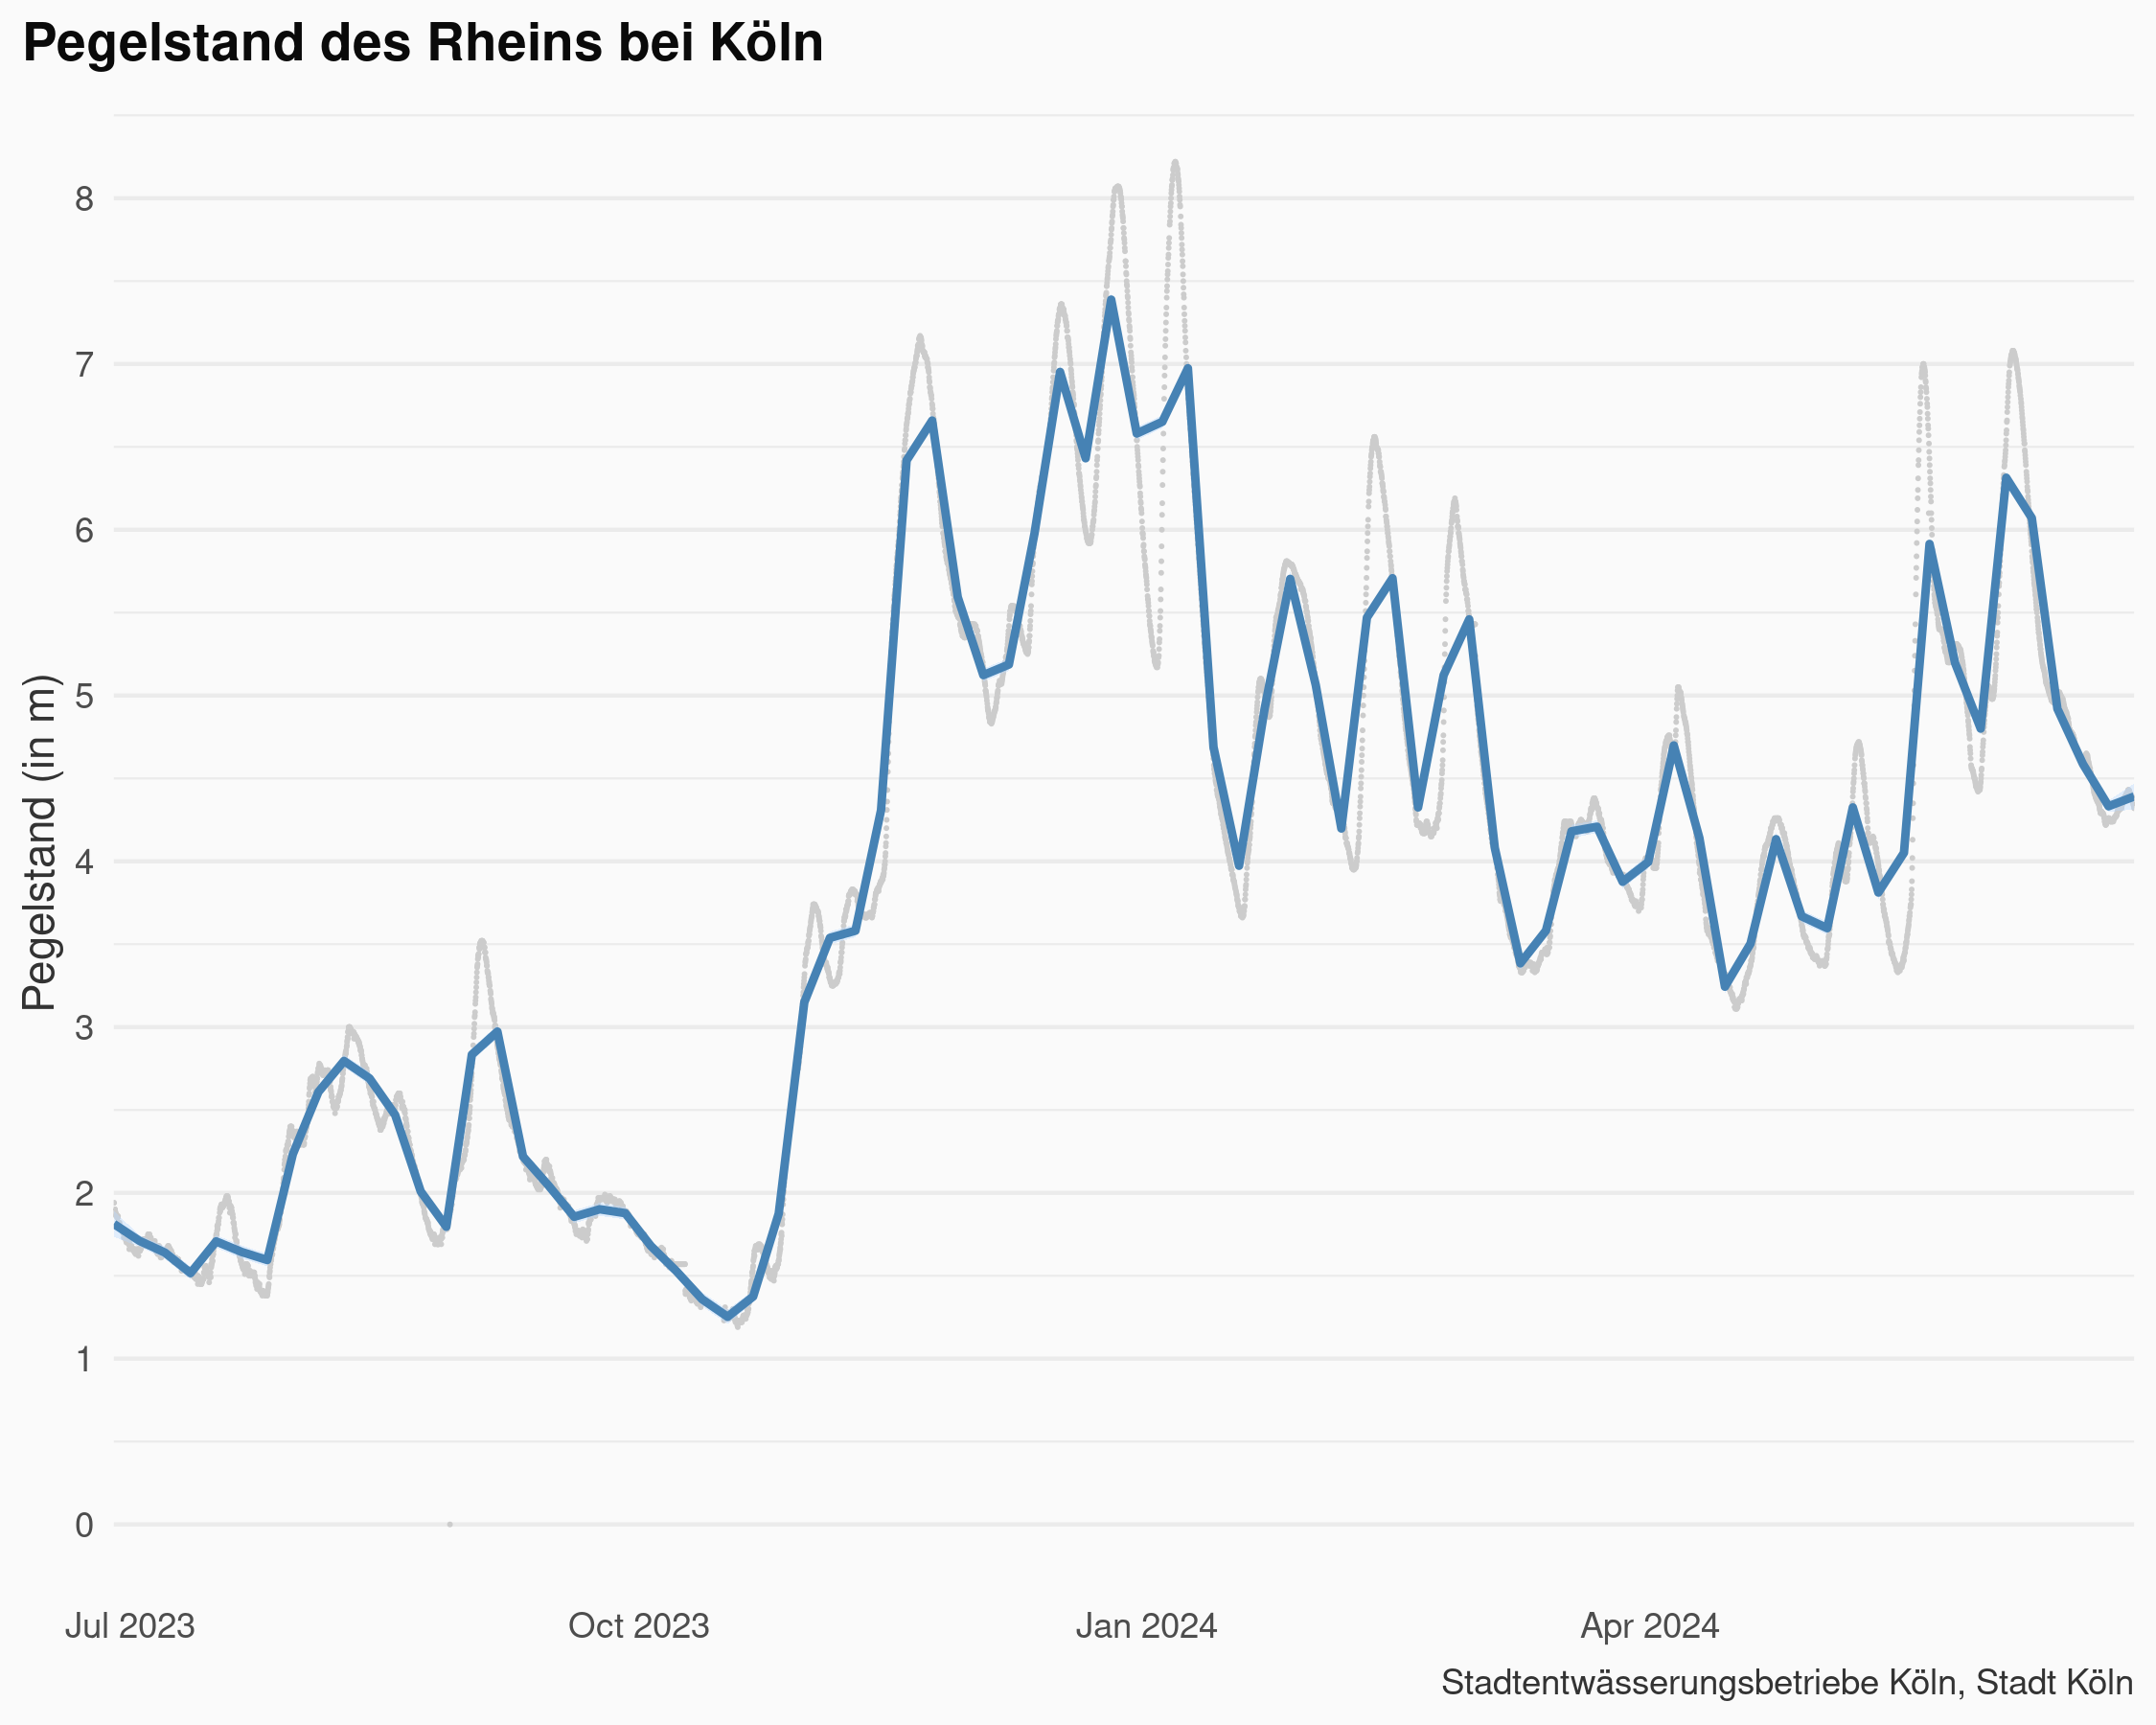 Pegelstand des Rheins bei Köln
Pegelstand (in m)
8
7
6
5
4
3
2
1
0
Jul 2023 Oct 2023 Jan 2024 Apr 2024
Stadtentwässerungsbetriebe Köln, Stadt Köln